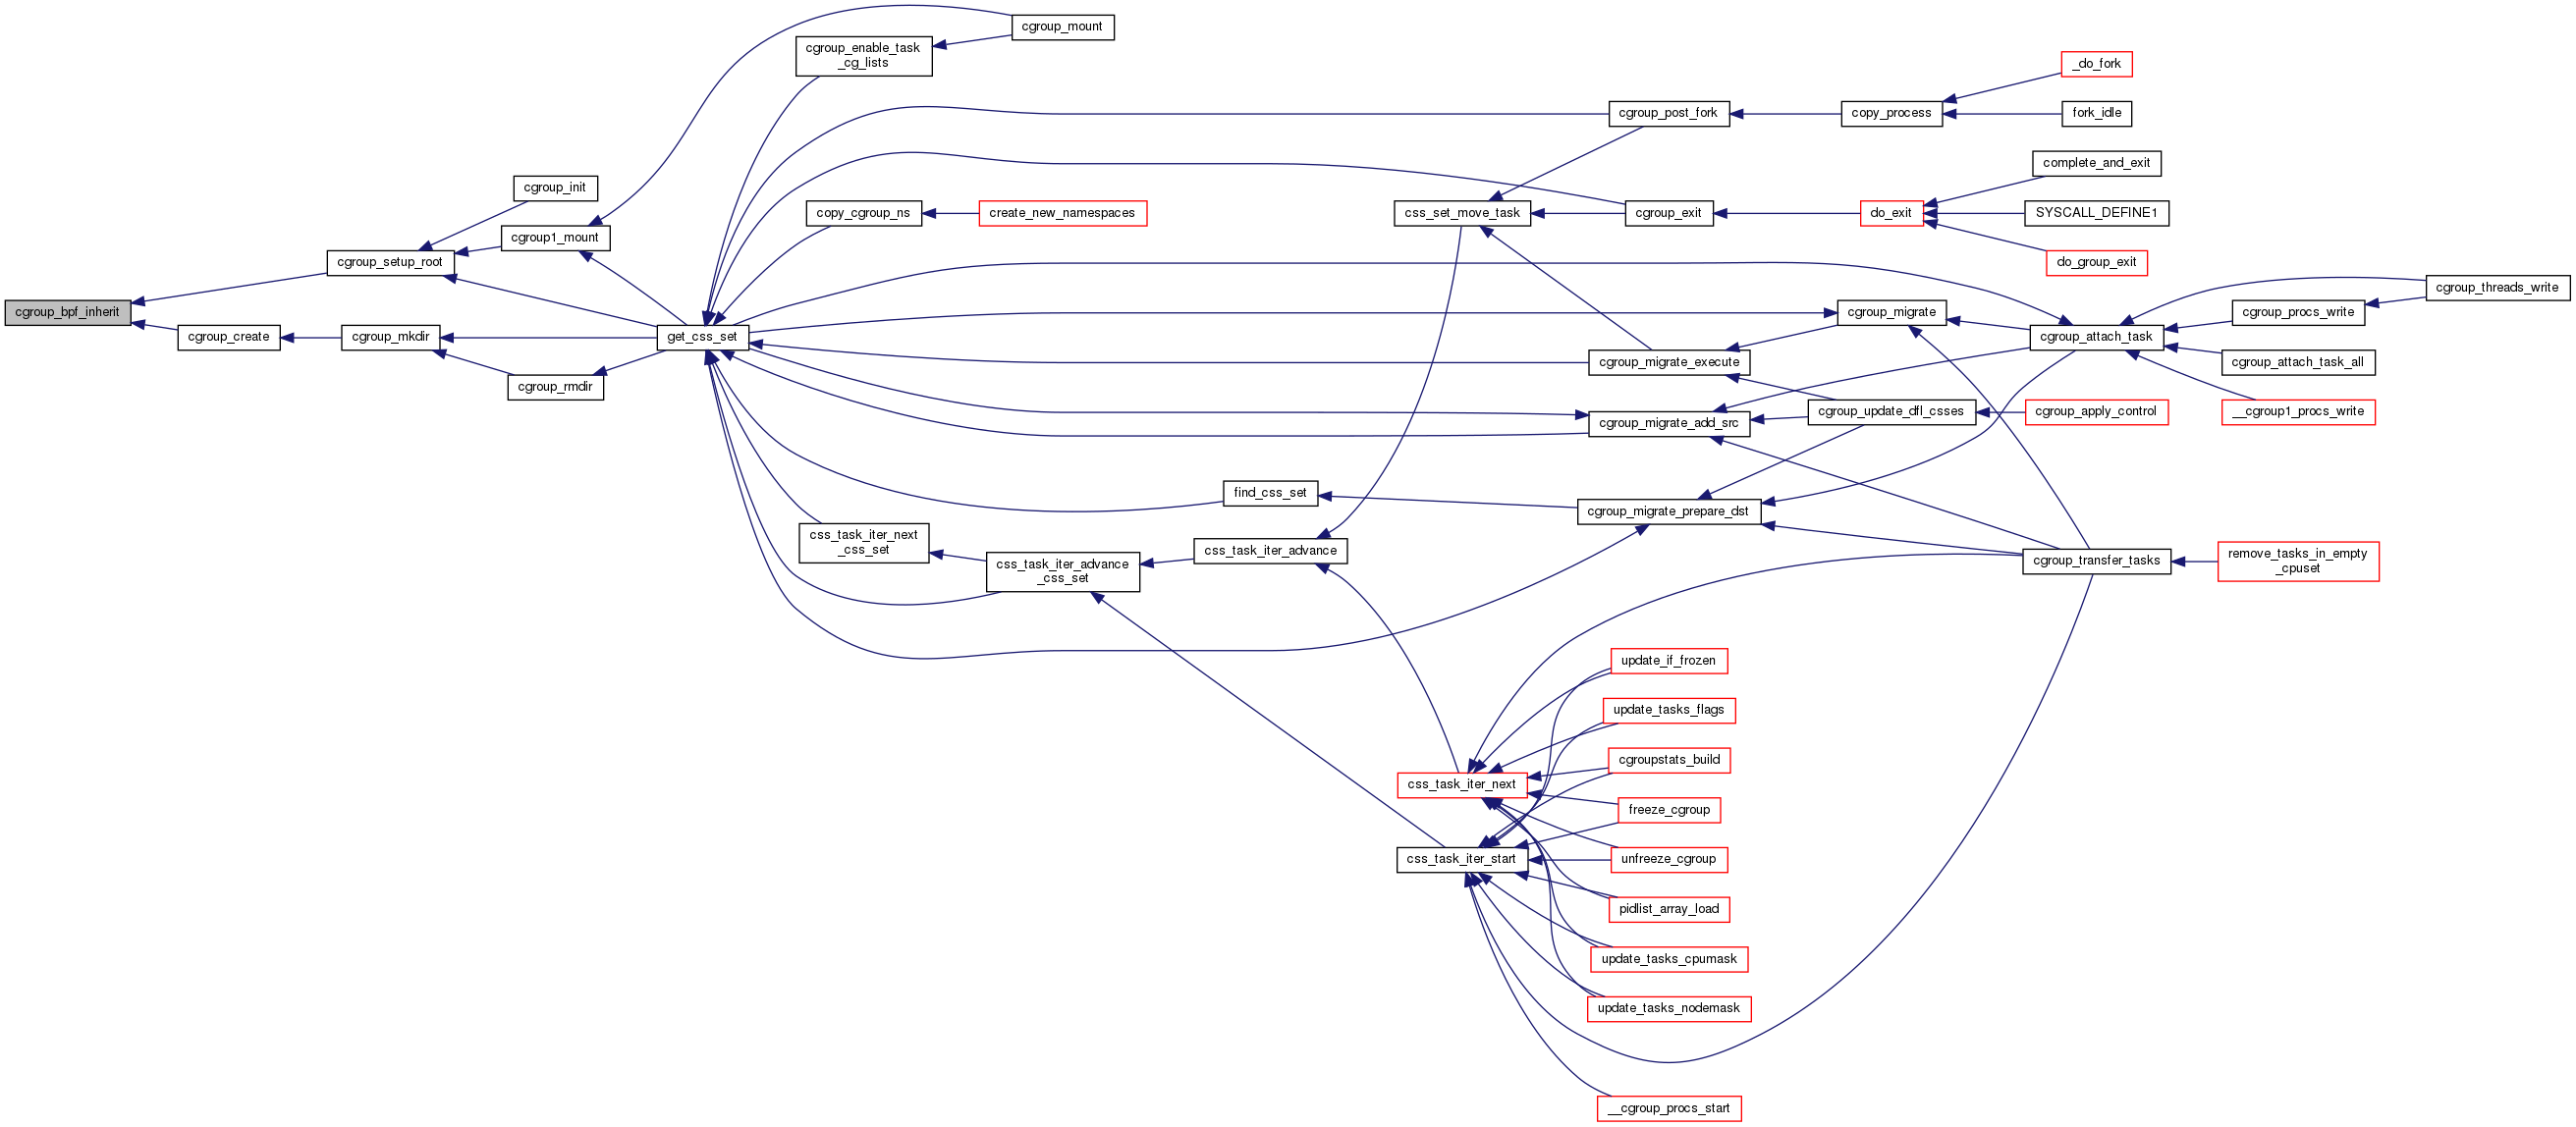 cgroup_mount
cgroup_enable_task
_cg_lists
_do_fork
cgroup_post_fork
copy_process
fork_idle
complete_and_exit
cgroup_init
copy_cgroup_ns
create_new_namespaces
css_set_move_task
cgroup_exit
do_exit
SYSCALL_DEFINE1
cgroup1_mount
cgroup_setup_root
do_group_exit
cgroup_threads_write
cgroup_bpf_inherit
cgroup_migrate
cgroup_procs_write
cgroup_create
cgroup_mkdir
get_css_set
cgroup_attach_task
cgroup_migrate_execute
cgroup_attach_task_all
cgroup_rmdir
cgroup_update_dfl_csses
cgroup_apply_control
__cgroup1_procs_write
cgroup_migrate_add_src
find_css_set
cgroup_migrate_prepare_dst
css_task_iter_next
_css_set
css_task_iter_advance
css_task_iter_advance
_css_set
cgroup_transfer_tasks
remove_tasks_in_empty
_cpuset
update_if_frozen
update_tasks_flags
cgroupstats_build
css_task_iter_next
freeze_cgroup
css_task_iter_start
unfreeze_cgroup
pidlist_array_load
update_tasks_cpumask
update_tasks_nodemask
__cgroup_procs_start